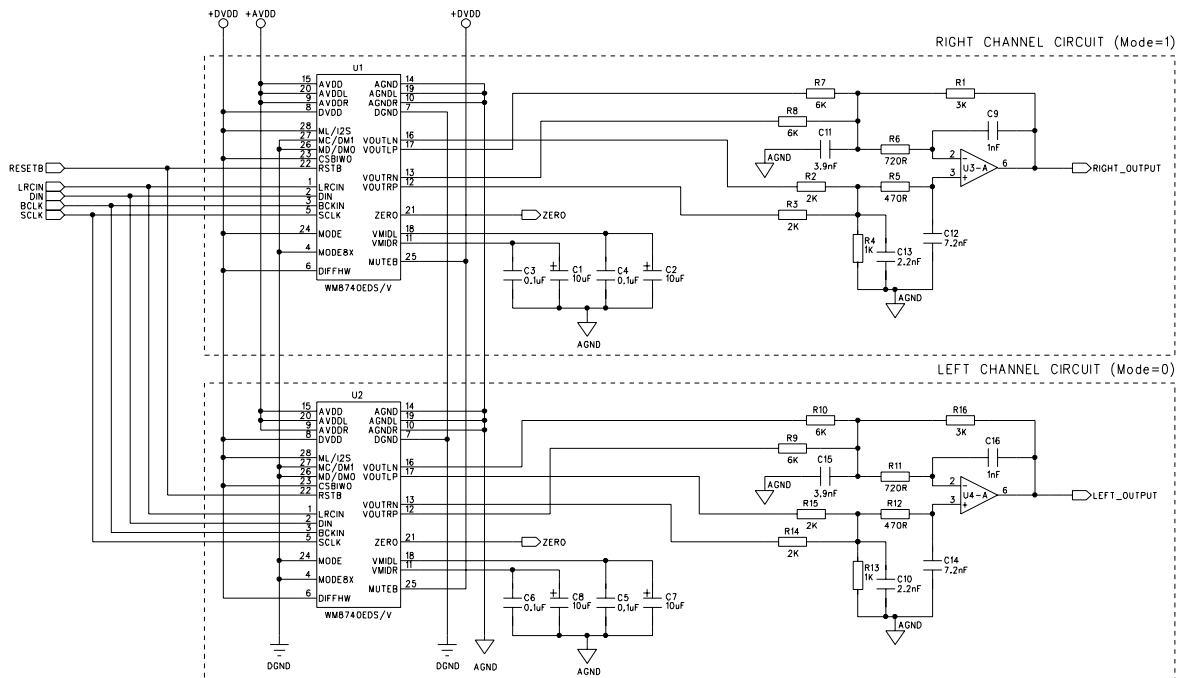 +DVDD +AVDD +DVDD
RIGHT CHANNEL CIRCUIT (Mode=1)
U1
15 AVDD AGND 14
20 AVDDL AGNDL 19
9 AVDDR AGNDR 10
8 DVDD DGND 7
28 ML/I2S
27 MC/DM1 VOUTLN 16
26 MD/DM0 VOUTLP 17
23 CSBIWO
22 RSTB VOUTRN 13
VOUTRP 12
1 LRCIN
2 DIN
3 BCKIN
5 SCLK ZERO 21
24 MODE VMIDL 18
VMIDR 11
4 MODE8X
MUTEB 25
6 DIFFHW
WM8740EDS/V
RESETB
LRCIN
DIN
BCLK
SCLK
ZERO
C3 0.1uF
+ C1 10uF
C4 0.1uF
+ C2 10uF
AGND
R7 6K
R8 6K
R1 3K
C9 1nF
C11 3.9nF
AGND
R6 720R
R2 2K
R5 470R
R3 2K
2 - 3 + U3-A 6
RIGHT_OUTPUT
R4 1K
C13 2.2nF
C12 7.2nF
AGND
LEFT CHANNEL CIRCUIT (Mode=0)
U2
15 AVDD AGND 14
20 AVDDL AGNDL 19
9 AVDDR AGNDR 10
8 DVDD DGND 7
28 ML/I2S
27 MC/DM1 VOUTLN 16
26 MD/DM0 VOUTLP 17
23 CSBIWO
22 RSTB VOUTRN 13
VOUTRP 12
1 LRCIN
2 DIN
3 BCKIN
5 SCLK ZERO 21
24 MODE VMIDL 18
VMIDR 11
4 MODE8X
MUTEB 25
6 DIFFHW
WM8740EDS/V
ZERO
C6 0.1uF
+ C8 10uF
C5 0.1uF
+ C7 10uF
AGND
R10 6K
R9 6K
R16 3K
C16 1nF
C15 3.9nF
AGND
R11 720R
R15 2K
R12 470R
R14 2K
2 - 3 + U4-A 6
LEFT_OUTPUT
R13 1K
C10 2.2nF
C14 7.2nF
AGND
DGND DGND AGND